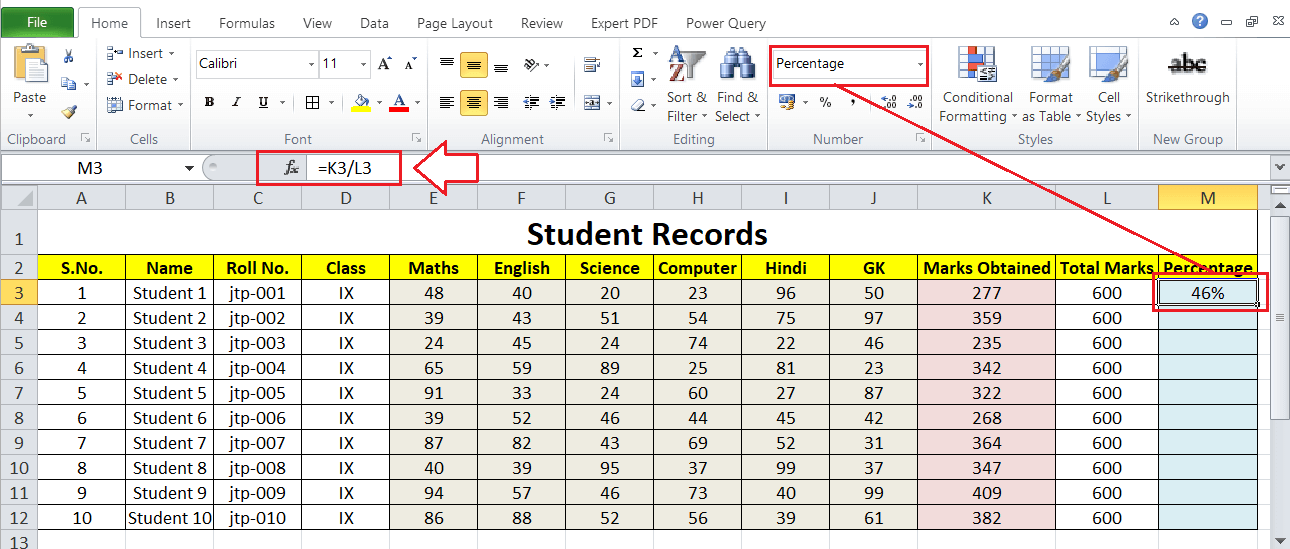 File Home Insert Formulas View Data Page Layout Review Expert PDF Power Query
Paste
Insert
Delete
Format
Calibri 11
B I U A
Σ
Sort & Filter
Find & Select
Percentage
% , .00
Conditional Formatting
Format as Table
Cell Styles
abc
Strikethrough
Clipboard Cells Font Alignment Editing Number Styles New Group
M3 fx =K3/L3
A B C D E F G H I J K L M
1 Student Records
2 S.No. Name Roll No. Class Maths English Science Computer Hindi GK Marks Obtained Total Marks Percentage
3 1 Student 1 jtp-001 IX 48 40 20 23 96 50 277 600 46%
4 2 Student 2 jtp-002 IX 39 43 51 54 75 97 359 600
5 3 Student 3 jtp-003 IX 24 45 24 74 22 46 235 600
6 4 Student 4 jtp-004 IX 65 59 89 25 81 23 342 600
7 5 Student 5 jtp-005 IX 91 33 24 60 27 87 322 600
8 6 Student 6 jtp-006 IX 39 52 46 44 45 42 268 600
9 7 Student 7 jtp-007 IX 87 82 43 69 52 31 364 600
10 8 Student 8 jtp-008 IX 40 39 95 37 99 37 347 600
11 9 Student 9 jtp-009 IX 94 57 46 73 40 99 409 600
12 10 Student 10 jtp-010 IX 86 88 52 56 39 61 382 600
13